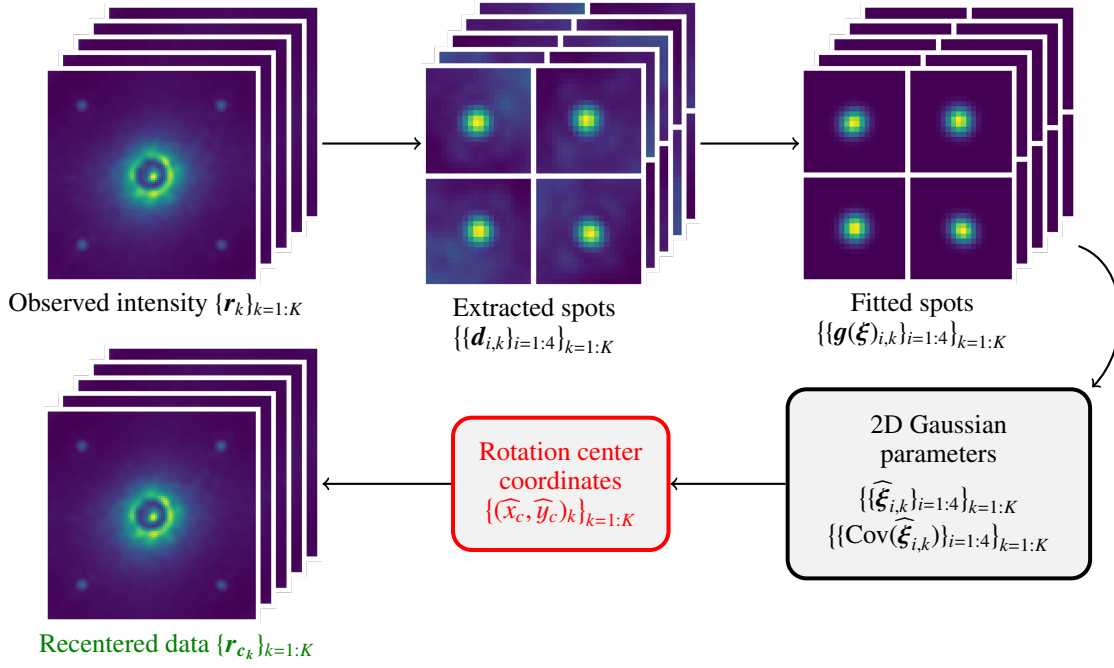 Observed intensity {r_k}_{k=1:K}
Extracted spots
{{d_{i,k}}_{i=1:4}}_{k=1:K}
Fitted spots
{{g(ξ)_{i,k}}_{i=1:4}}_{k=1:K}
2D Gaussian
parameters
{{ξ̂_{i,k}}_{i=1:4}}_{k=1:K}
{{Cov(ξ̂_{i,k})}_{i=1:4}}_{k=1:K}
Rotation center
coordinates
{(x̂_c, ŷ_c)_k}_{k=1:K}
Recentered data {r_{c_k}}_{k=1:K}